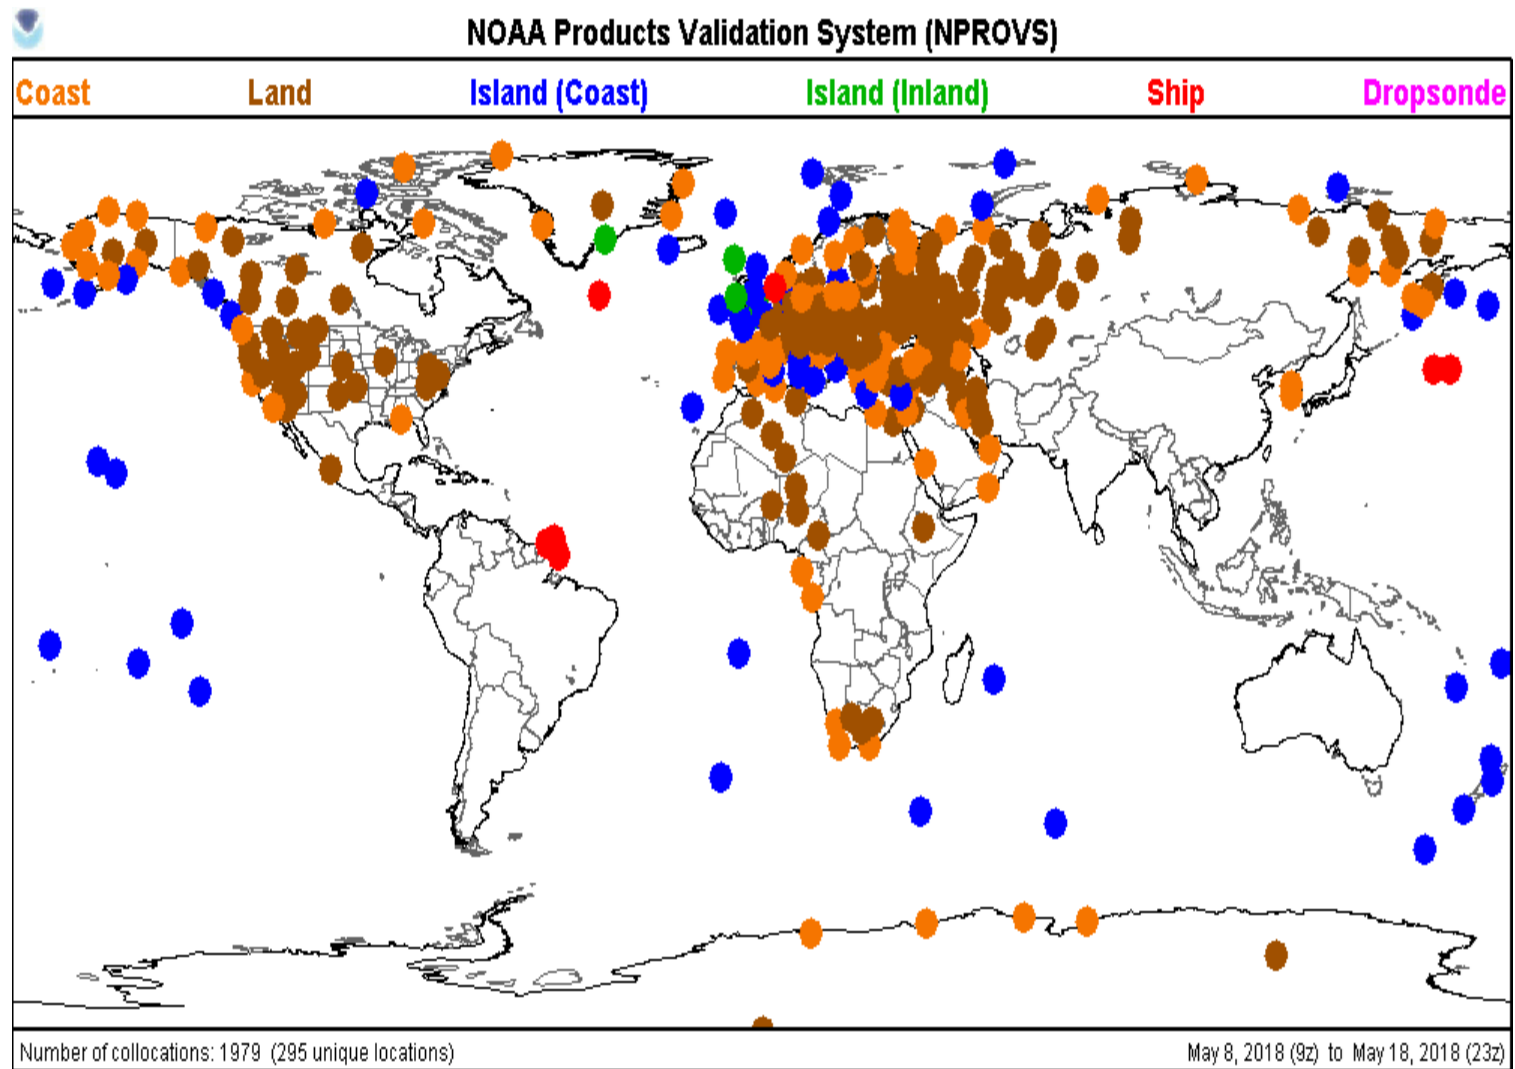 NOAA Products Validation System (NPROVS)
Coast Land Island (Coast) Island (Inland) Ship Dropsonde
Number of collocations: 1979 (295 unique locations) May 8, 2018 (9z) to May 18, 2018 (23z)